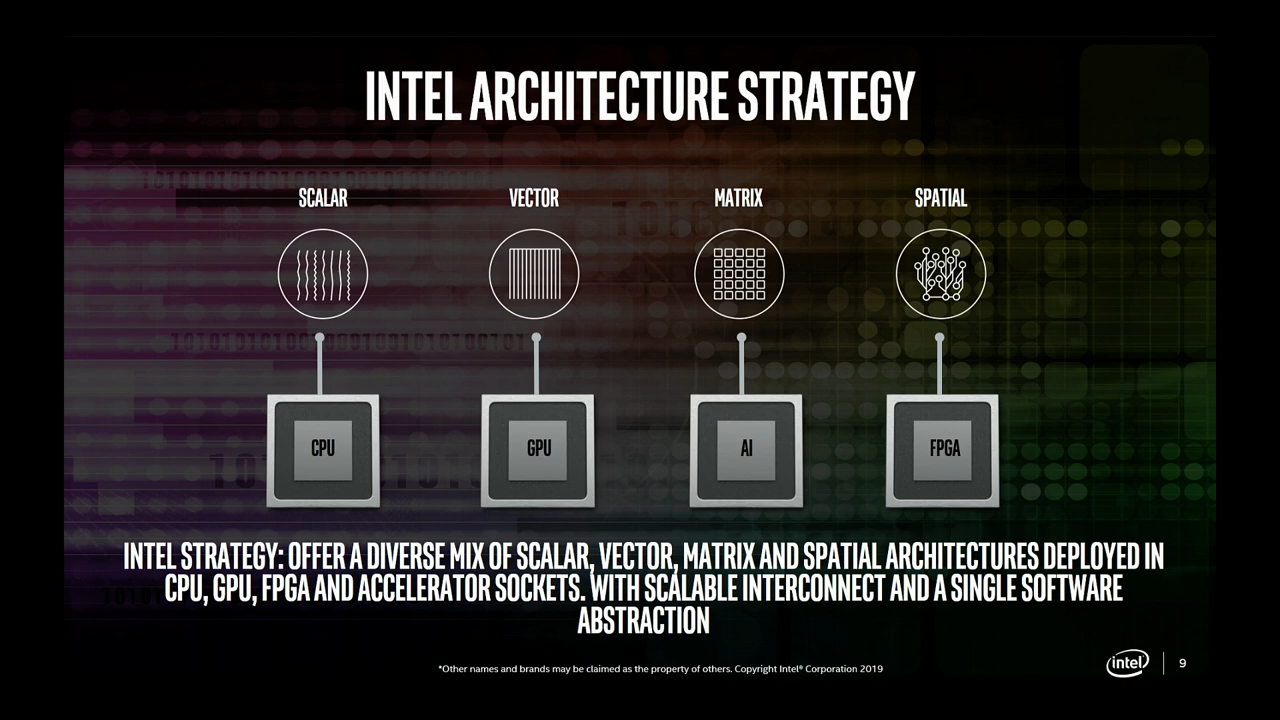 INTEL ARCHITECTURE STRATEGY
SCALAR
VECTOR
MATRIX
SPATIAL
CPU
GPU
AI
FPGA
INTEL STRATEGY: OFFER A DIVERSE MIX OF SCALAR, VECTOR, MATRIX AND SPATIAL ARCHITECTURES DEPLOYED IN
CPU, GPU, FPGA AND ACCELERATOR SOCKETS. WITH SCALABLE INTERCONNECT AND A SINGLE SOFTWARE
ABSTRACTION
*Other names and brands may be claimed as the property of others. Copyright Intel® Corporation 2019
intel
9